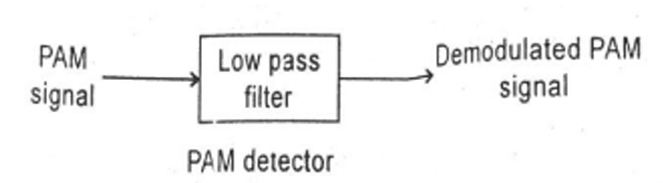 PAM
signal
Low pass
filter
Demodulated PAM
signal
PAM detector